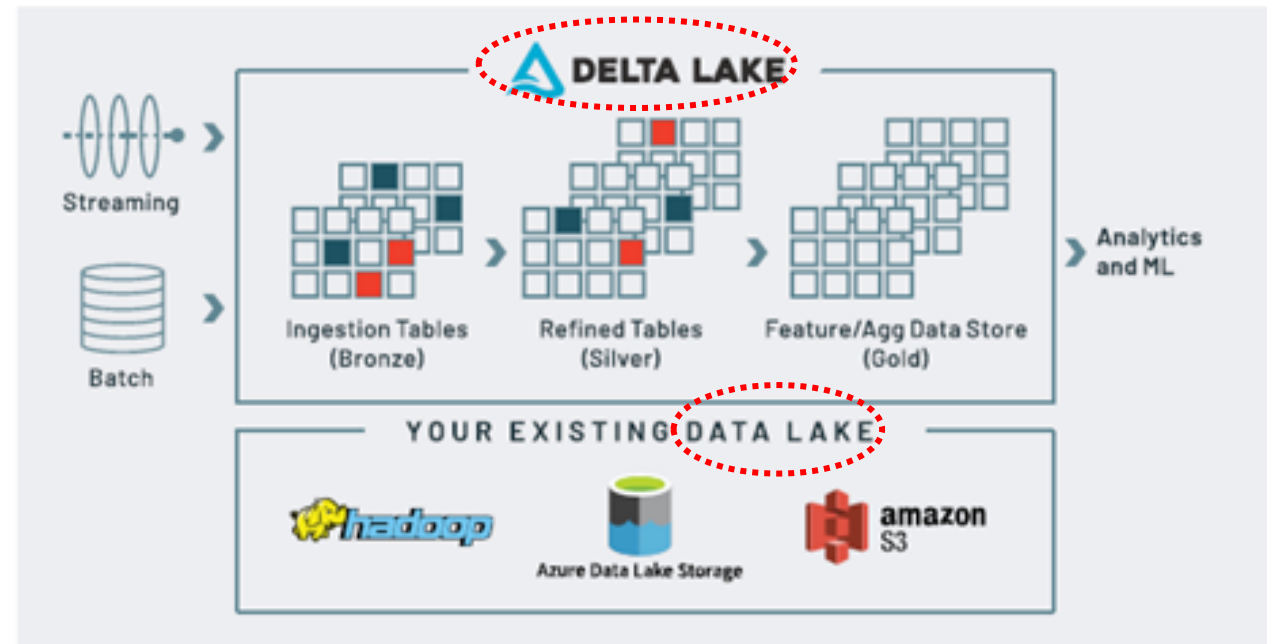 DELTA LAKE
Streaming
Batch
Ingestion Tables
(Bronze)
Refined Tables
(Silver)
Feature/Agg Data Store
(Gold)
Analytics
and ML
YOUR EXISTING DATA LAKE
hadoop
Azure Data Lake Storage
amazon
S3